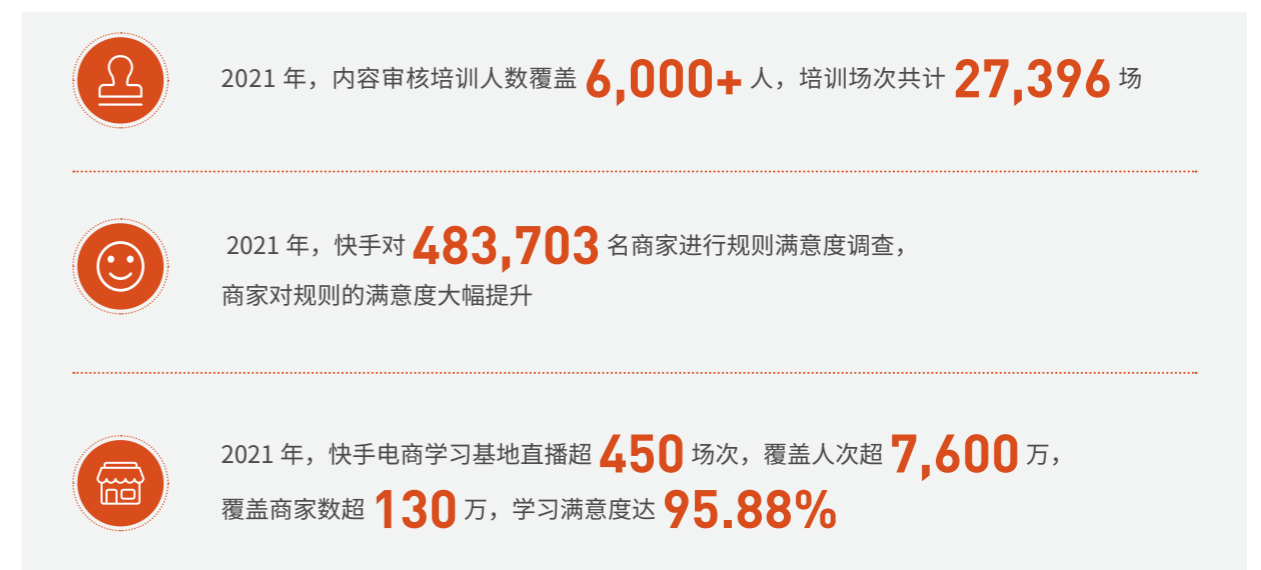 2021 年，内容审核培训人数覆盖 6,000+ 人，培训场次共计 27,396 场
2021 年，快手对 483,703 名商家进行规则满意度调查，
商家对规则的满意度大幅提升
2021 年，快手电商学习基地直播超 450 场次，覆盖人次超 7,600 万，
覆盖商家数超 130 万，学习满意度达 95.88%